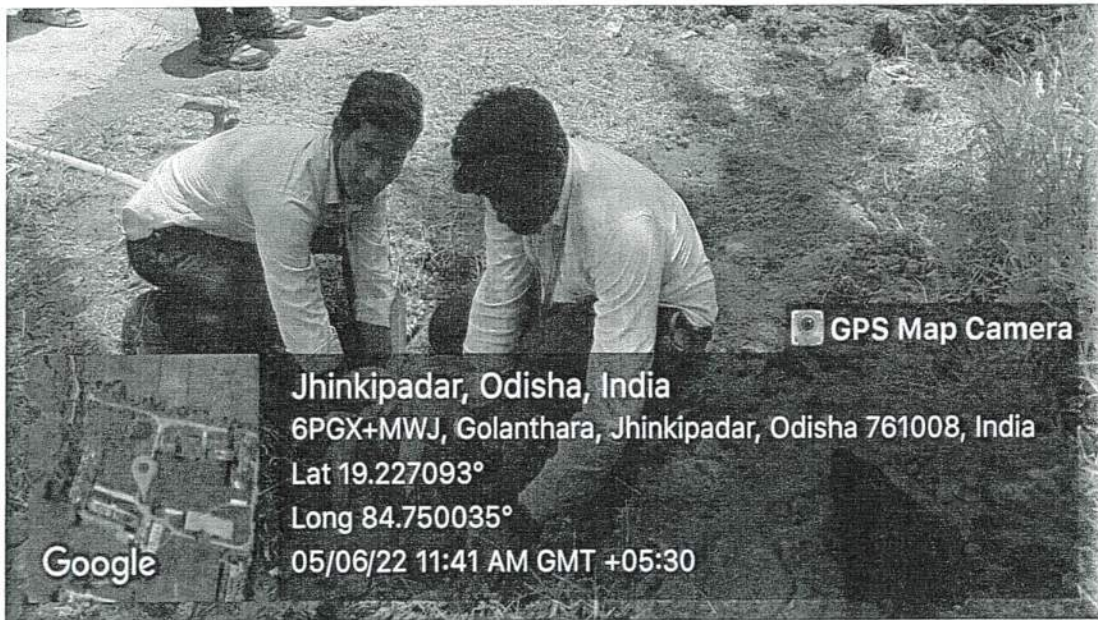 GPS Map Camera
Jhinkipadar, Odisha, India
6PGX+MWJ, Golanthara, Jhinkipadar, Odisha 761008, India
Lat 19.227093°
Long 84.750035°
05/06/22 11:41 AM GMT +05:30
Google